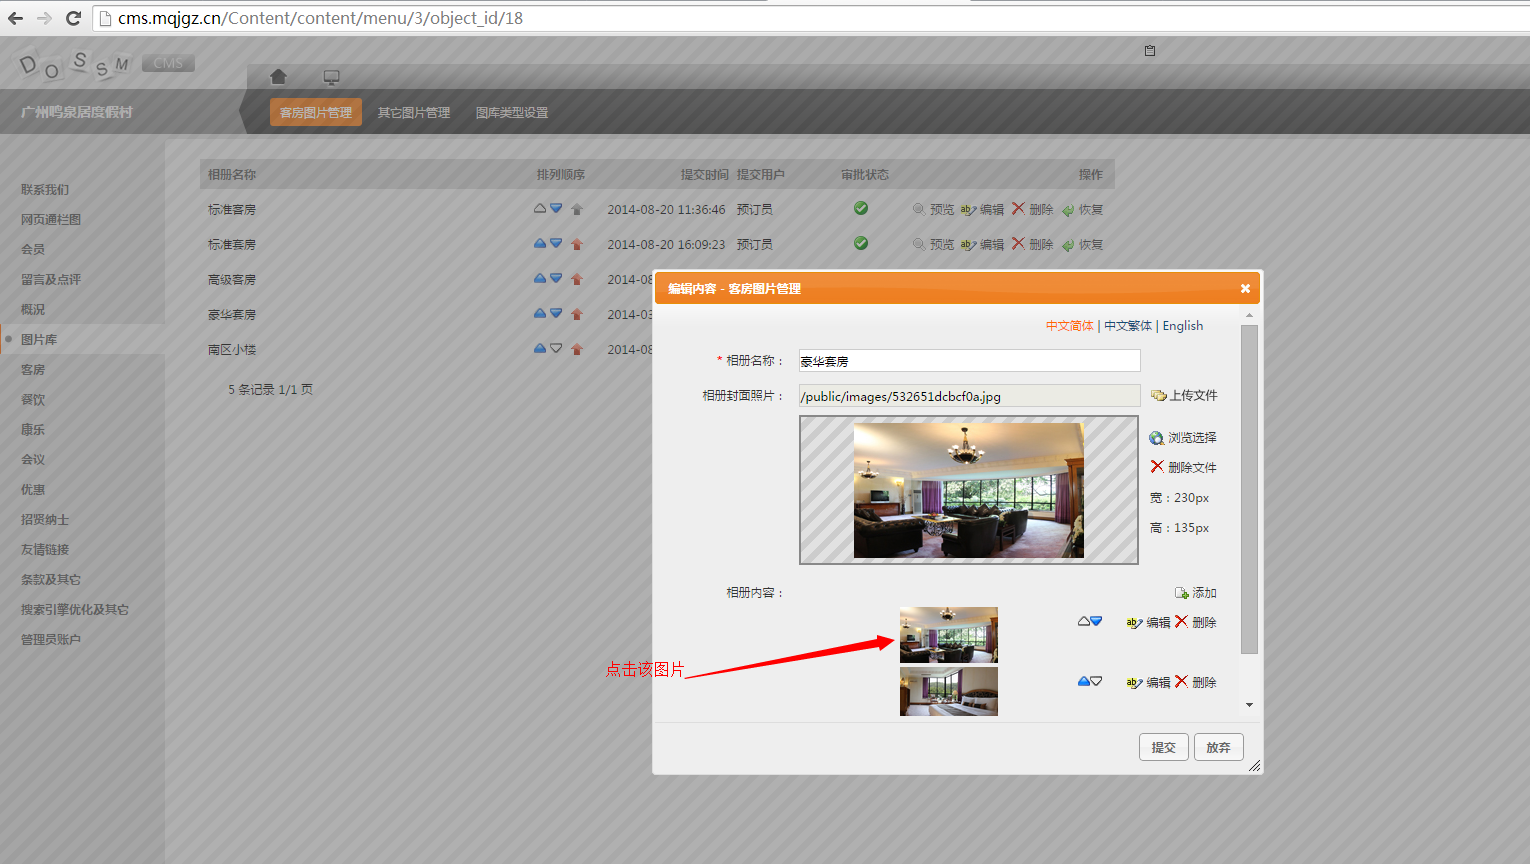 cms.mqjgz.cn/Content/content/menu/3/object_id/18
DOSSM CMS
广州鸣泉居度假村
客房图片管理 其它图片管理 图库类型设置
联系我们
网页通栏图
会员
留言及点评
概况
图片库
客房
餐饮
康乐
会议
优惠
招贤纳士
友情链接
条款及其它
搜索引擎优化及其它
管理员账户
相册名称 排列顺序 提交时间 提交用户 审批状态 操作
标准客房 2014-08-20 11:36:46 预订员 预览 编辑 删除 恢复
标准套房 2014-08-20 16:09:23 预订员 预览 编辑 删除 恢复
高级客房 2014-08
豪华套房 2014-03
南区小楼 2014-08
5 条记录 1/1 页
编辑内容 - 客房图片管理
中文简体 | 中文繁体 | English
* 相册名称： 豪华套房
相册封面照片： /public/images/532651dcbcf0a.jpg 上传文件
浏览选择
删除文件
宽：230px
高：135px
相册内容： 添加
编辑 删除
点击该图片
编辑 删除
提交 放弃